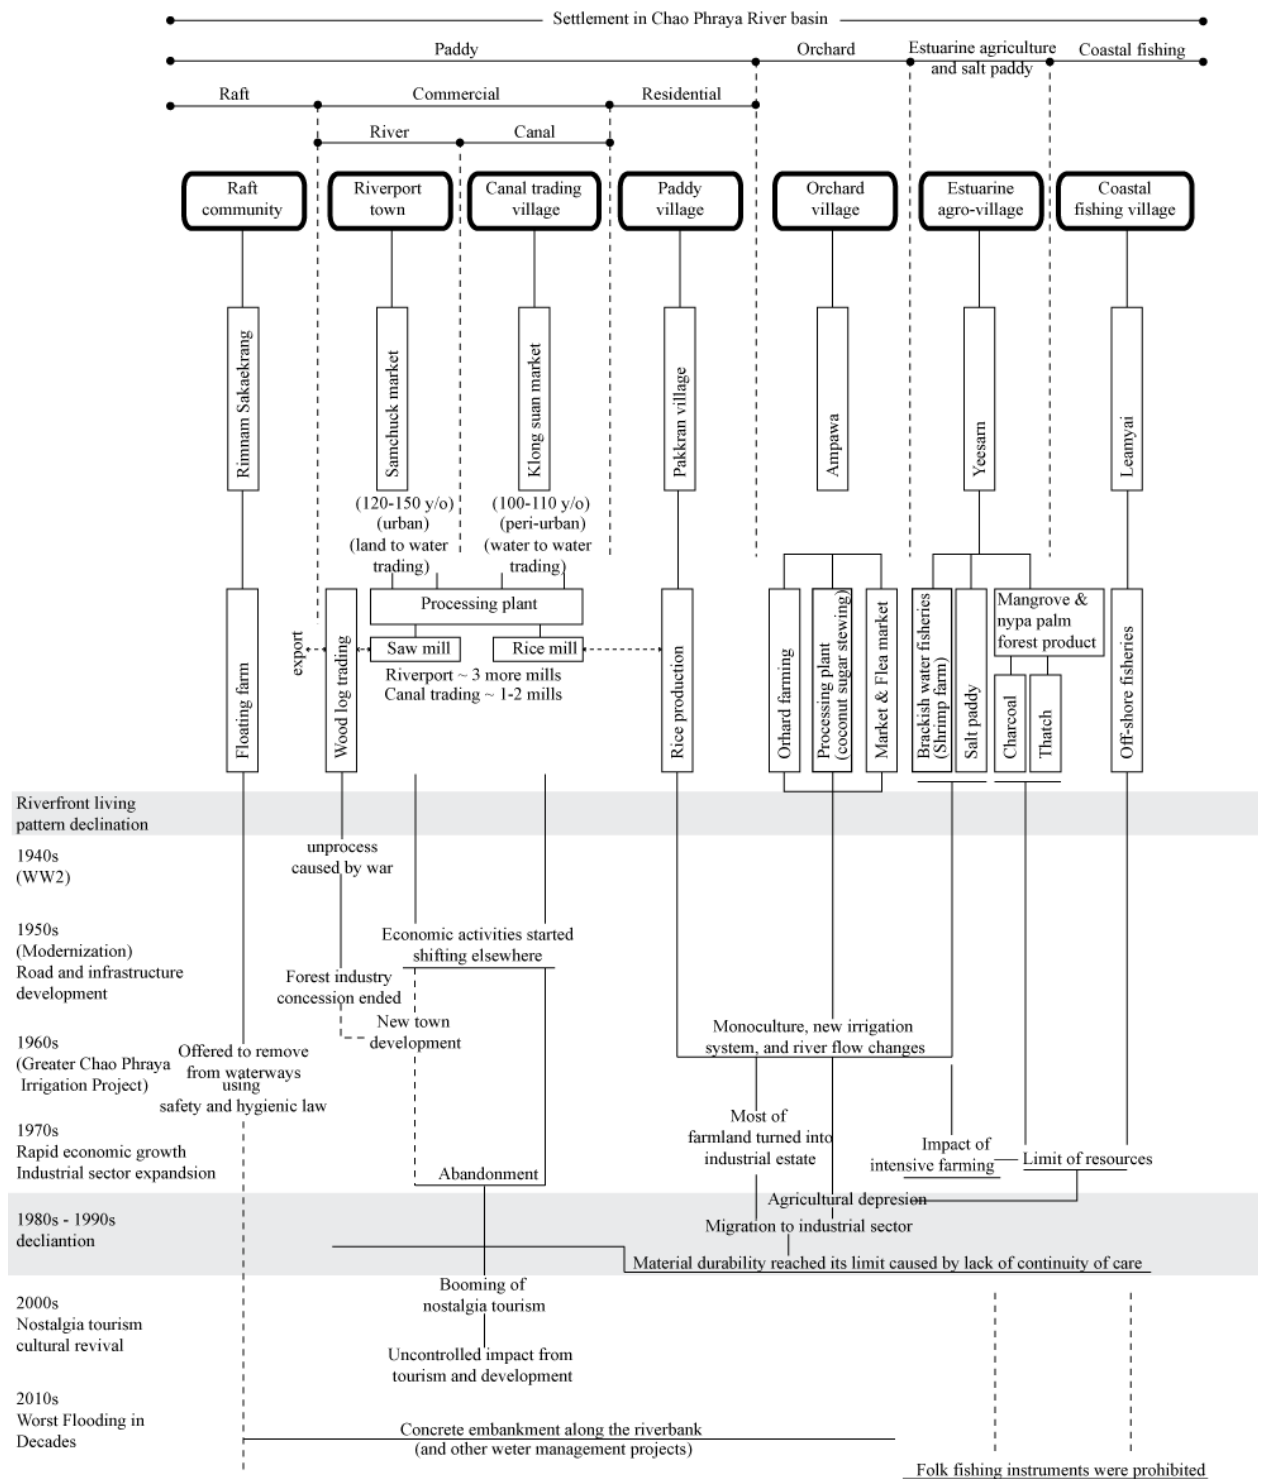 Settlement in Chao Phraya River basin
Paddy
Orchard
Estuarine agriculture
and salt paddy
Coastal fishing
Raft
Commercial
Residential
River
Canal
Raft
community
Riverport
town
Canal trading
village
Paddy
village
Orchard
village
Estuarine
agro-village
Coastal
fishing village
Rimnam Sakaekrang
Samchuck market
Klong suan market
Pakkran village
Ampawa
Yeesarn
Leamyai
(120-150 y/o)
(urban)
(land to water
trading)
(100-110 y/o)
(peri-urban)
(water to water
trading)
Floating farm
export
Wood log trading
Processing plant
Saw mill
Rice mill
Riverport ~ 3 more mills
Canal trading ~ 1-2 mills
Rice production
Orhard farming
Processing plant
(coconut sugar stewing)
Market & Flea market
Brackish water fisheries
(Shrimp farm)
Salt paddy
Mangrove &
nypa palm
forest product
Charcoal
Thatch
Off-shore fisheries
Riverfront living
pattern declination
1940s
(WW2)
unprocess
caused by war
1950s
(Modernization)
Road and infrastructure
development
Economic activities started
shifting elsewhere
Forest industry
concession ended
New town
development
Monoculture, new irrigation
system, and river flow changes
1960s
(Greater Chao Phraya
Irrigation Project)
Offered to remove
from waterways
using
safety and hygienic law
1970s
Rapid economic growth
Industrial sector expansion
Most of
farmland turned into
industrial estate
Impact of
intensive farming
Limit of resources
Abandonment
Agricultural depresion
1980s - 1990s
decliantion
Migration to industrial sector
Material durability reached its limit caused by lack of continuity of care
Booming of
nostalgia tourism
2000s
Nostalgia tourism
cultural revival
Uncontrolled impact from
tourism and development
2010s
Worst Flooding in
Decades
Concrete embankment along the riverbank
(and other weter management projects)
Folk fishing instruments were prohibited